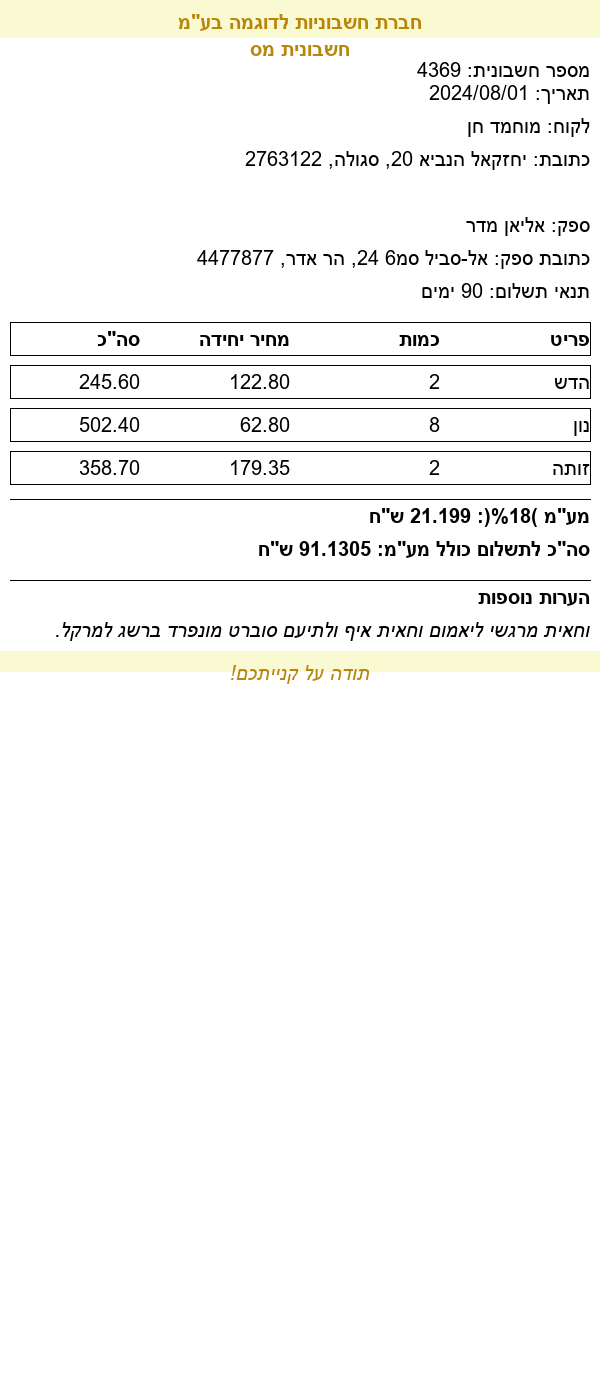 חברת חשבוניות לדוגמה בע"מ
חשבונית מס
מספר חשבונית: 4369
תאריך: 2024/08/01
לקוח: מוחמד חן
כתובת: יחזקאל הנביא 20, סגולה, 2763122
ספק: אליאן מדר
כתובת ספק: אל-סביל סמ6 24, הר אדר, 4477877
תנאי תשלום: 90 ימים
פריט כמות מחיר יחידה סה"כ
הדש 2 122.80 245.60
נון 8 62.80 502.40
זותה 2 179.35 358.70
מע"מ )18%(: 21.199 ש"ח
סה"כ לתשלום כולל מע"מ: 91.1305 ש"ח
הערות נוספות
וחאית מרגשי ליאמום וחאית איף ולתיעם סוברט מונפרד ברשג למרקל.
תודה על קנייתכם!